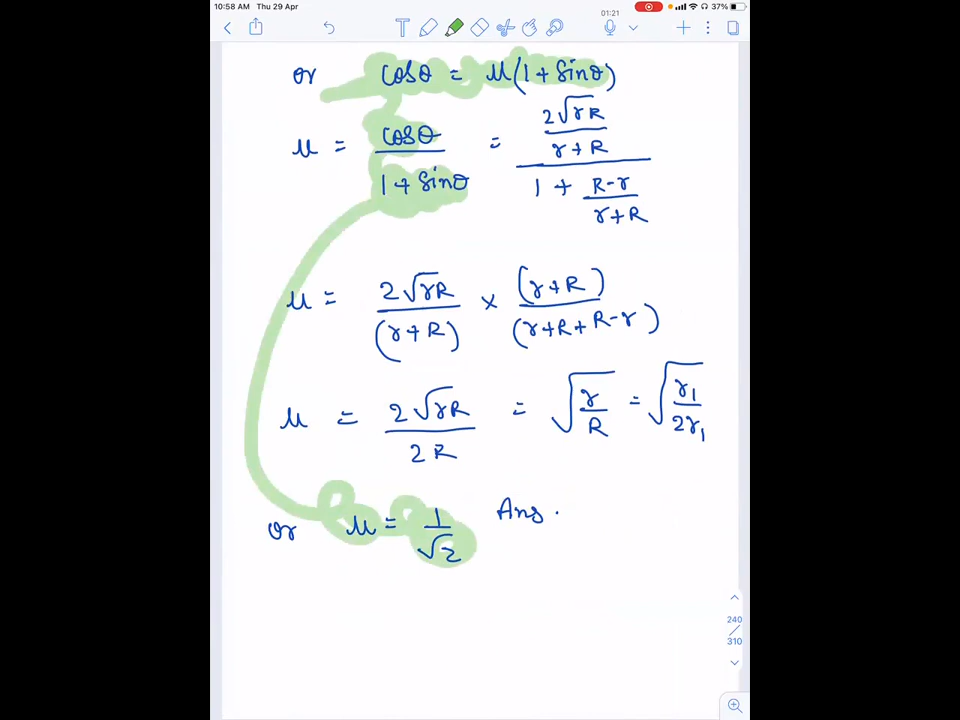 10:58 AM Thu 29 Apr
37%
01:21
or cosθ = μ(1 + sinθ)
μ = cosθ / 1 + sinθ = (2√rR / r+R) / (1 + R-r / r+R)
μ = 2√rR / (r+R) × (r+R) / (r+R+R-r)
μ = 2√rR / 2R = √(r/R) = √(r₁/2r₁)
or μ = 1/√2 Ans.
240
/
310